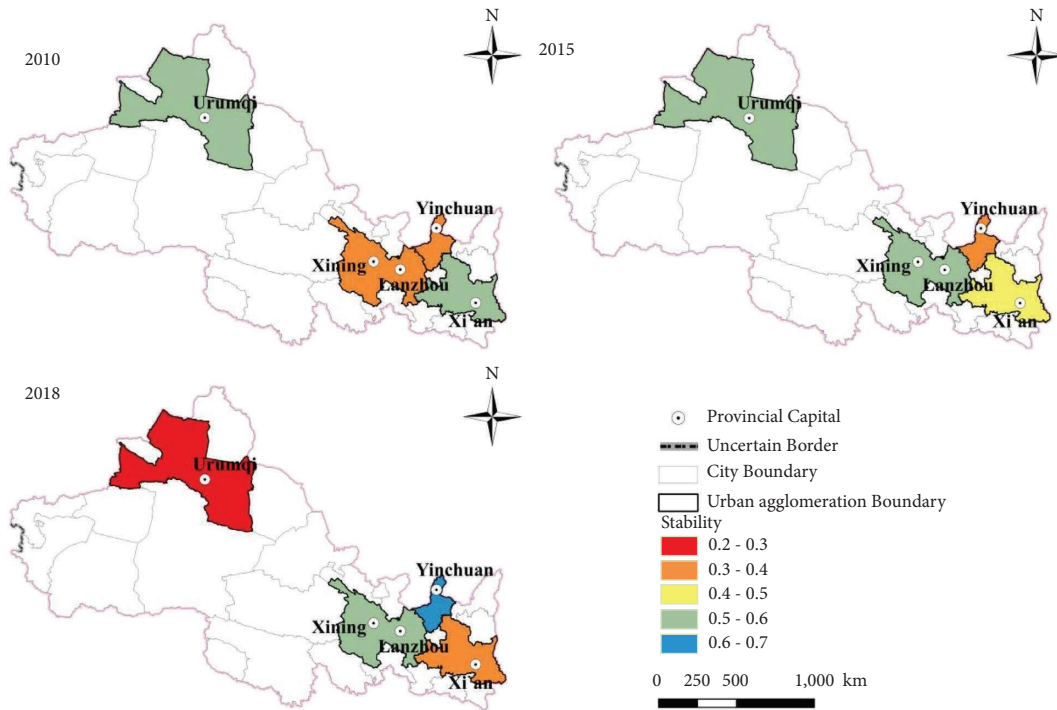 2010
N
Urumqi
Yinchuan
Xining
Lanzhou
Xi'an
2015
N
Urumqi
Yinchuan
Xining
Lanzhou
Xi'an
2018
N
Urumqi
Yinchuan
Xining
Lanzhou
Xi'an
Provincial Capital
Uncertain Border
City Boundary
Urban agglomeration Boundary
Stability
0.2 - 0.3
0.3 - 0.4
0.4 - 0.5
0.5 - 0.6
0.6 - 0.7
0 250 500 1,000 km